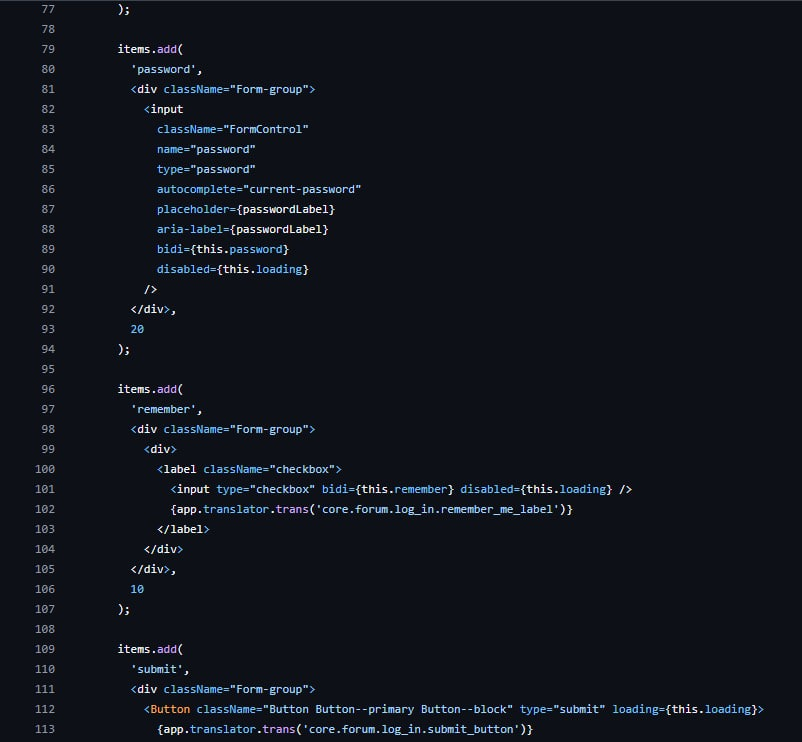 77 );
78
79 items.add(
80 'password',
81 <div className="Form-group">
82 <input
83 className="FormControl"
84 name="password"
85 type="password"
86 autocomplete="current-password"
87 placeholder={passwordLabel}
88 aria-label={passwordLabel}
89 bidi={this.password}
90 disabled={this.loading}
91 />
92 </div>,
93 20
94 );
95
96 items.add(
97 'remember',
98 <div className="Form-group">
99 <div>
100 <label className="checkbox">
101 <input type="checkbox" bidi={this.remember} disabled={this.loading} />
102 {app.translator.trans('core.forum.log_in.remember_me_label')}
103 </label>
104 </div>
105 </div>,
106 10
107 );
108
109 items.add(
110 'submit',
111 <div className="Form-group">
112 <Button className="Button Button--primary Button--block" type="submit" loading={this.loading}>
113 {app.translator.trans('core.forum.log_in.submit_button')}